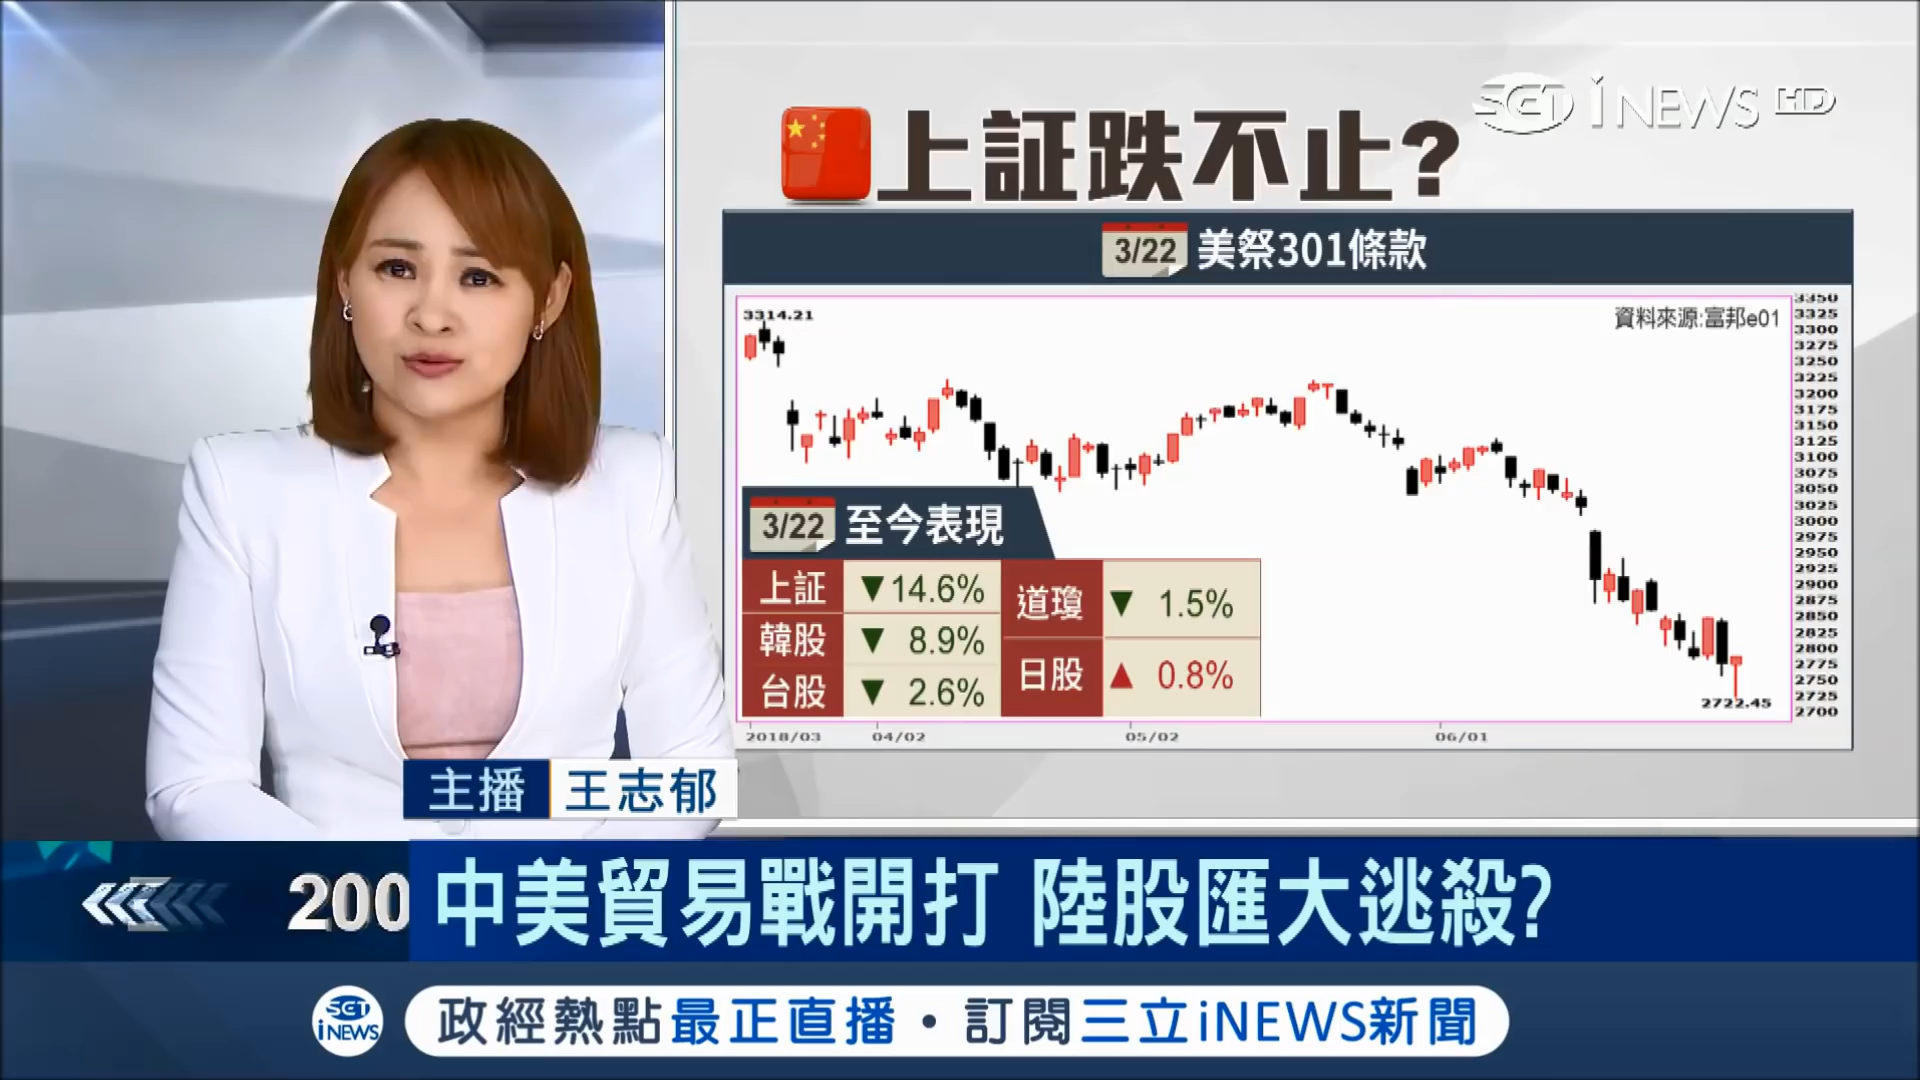 SET iNEWS HD
上証跌不止?
3/22 美祭301條款
資料來源:富邦e01
3314.21
3350
3325
3300
3275
3250
3225
3200
3175
3150
3125
3100
3075
3050
3025
3000
2975
2950
2925
2900
2875
2850
2825
2800
2775
2750
2725
2700
3/22 至今表現
上証 ▼14.6%
韓股 ▼ 8.9%
台股 ▼ 2.6%
道瓊 ▼ 1.5%
日股 ▲ 0.8%
2722.45
2018/03 04/02 05/02 06/01
主播 王志郁
200
中美貿易戰開打 陸股匯大逃殺?
SET iNEWS
政經熱點最正直播・訂閱三立iNEWS新聞